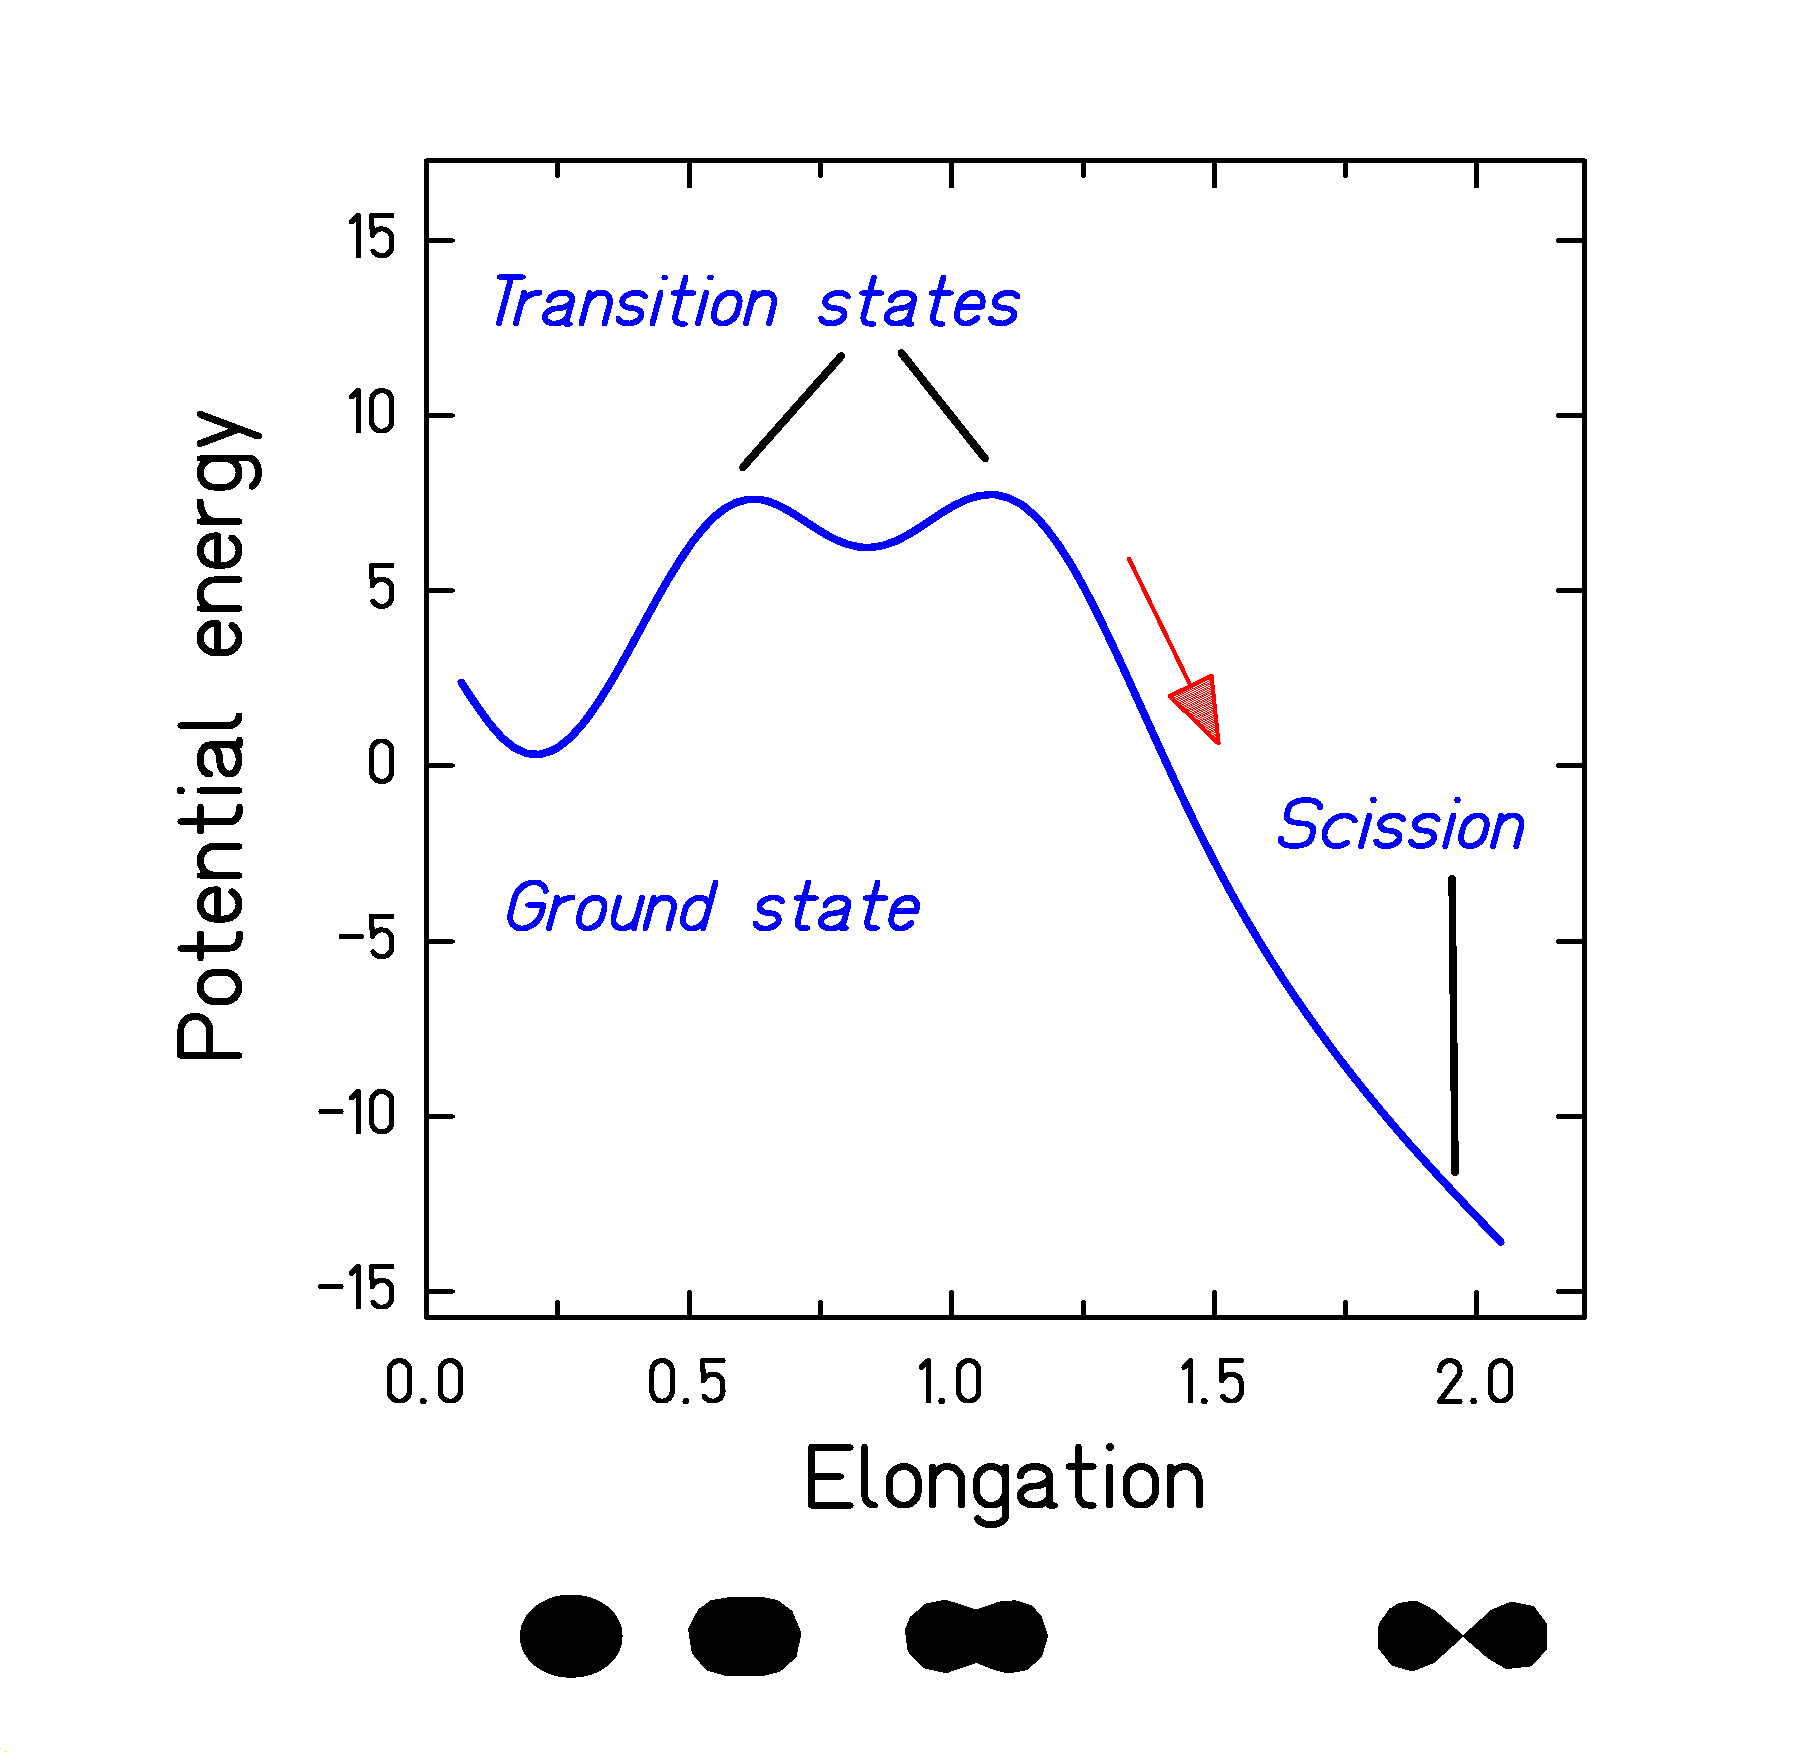 15
Transition states
10
5
0
Scission
Ground state
-5
-10
-15
Potential energy
0.0 0.5 1.0 1.5 2.0
Elongation